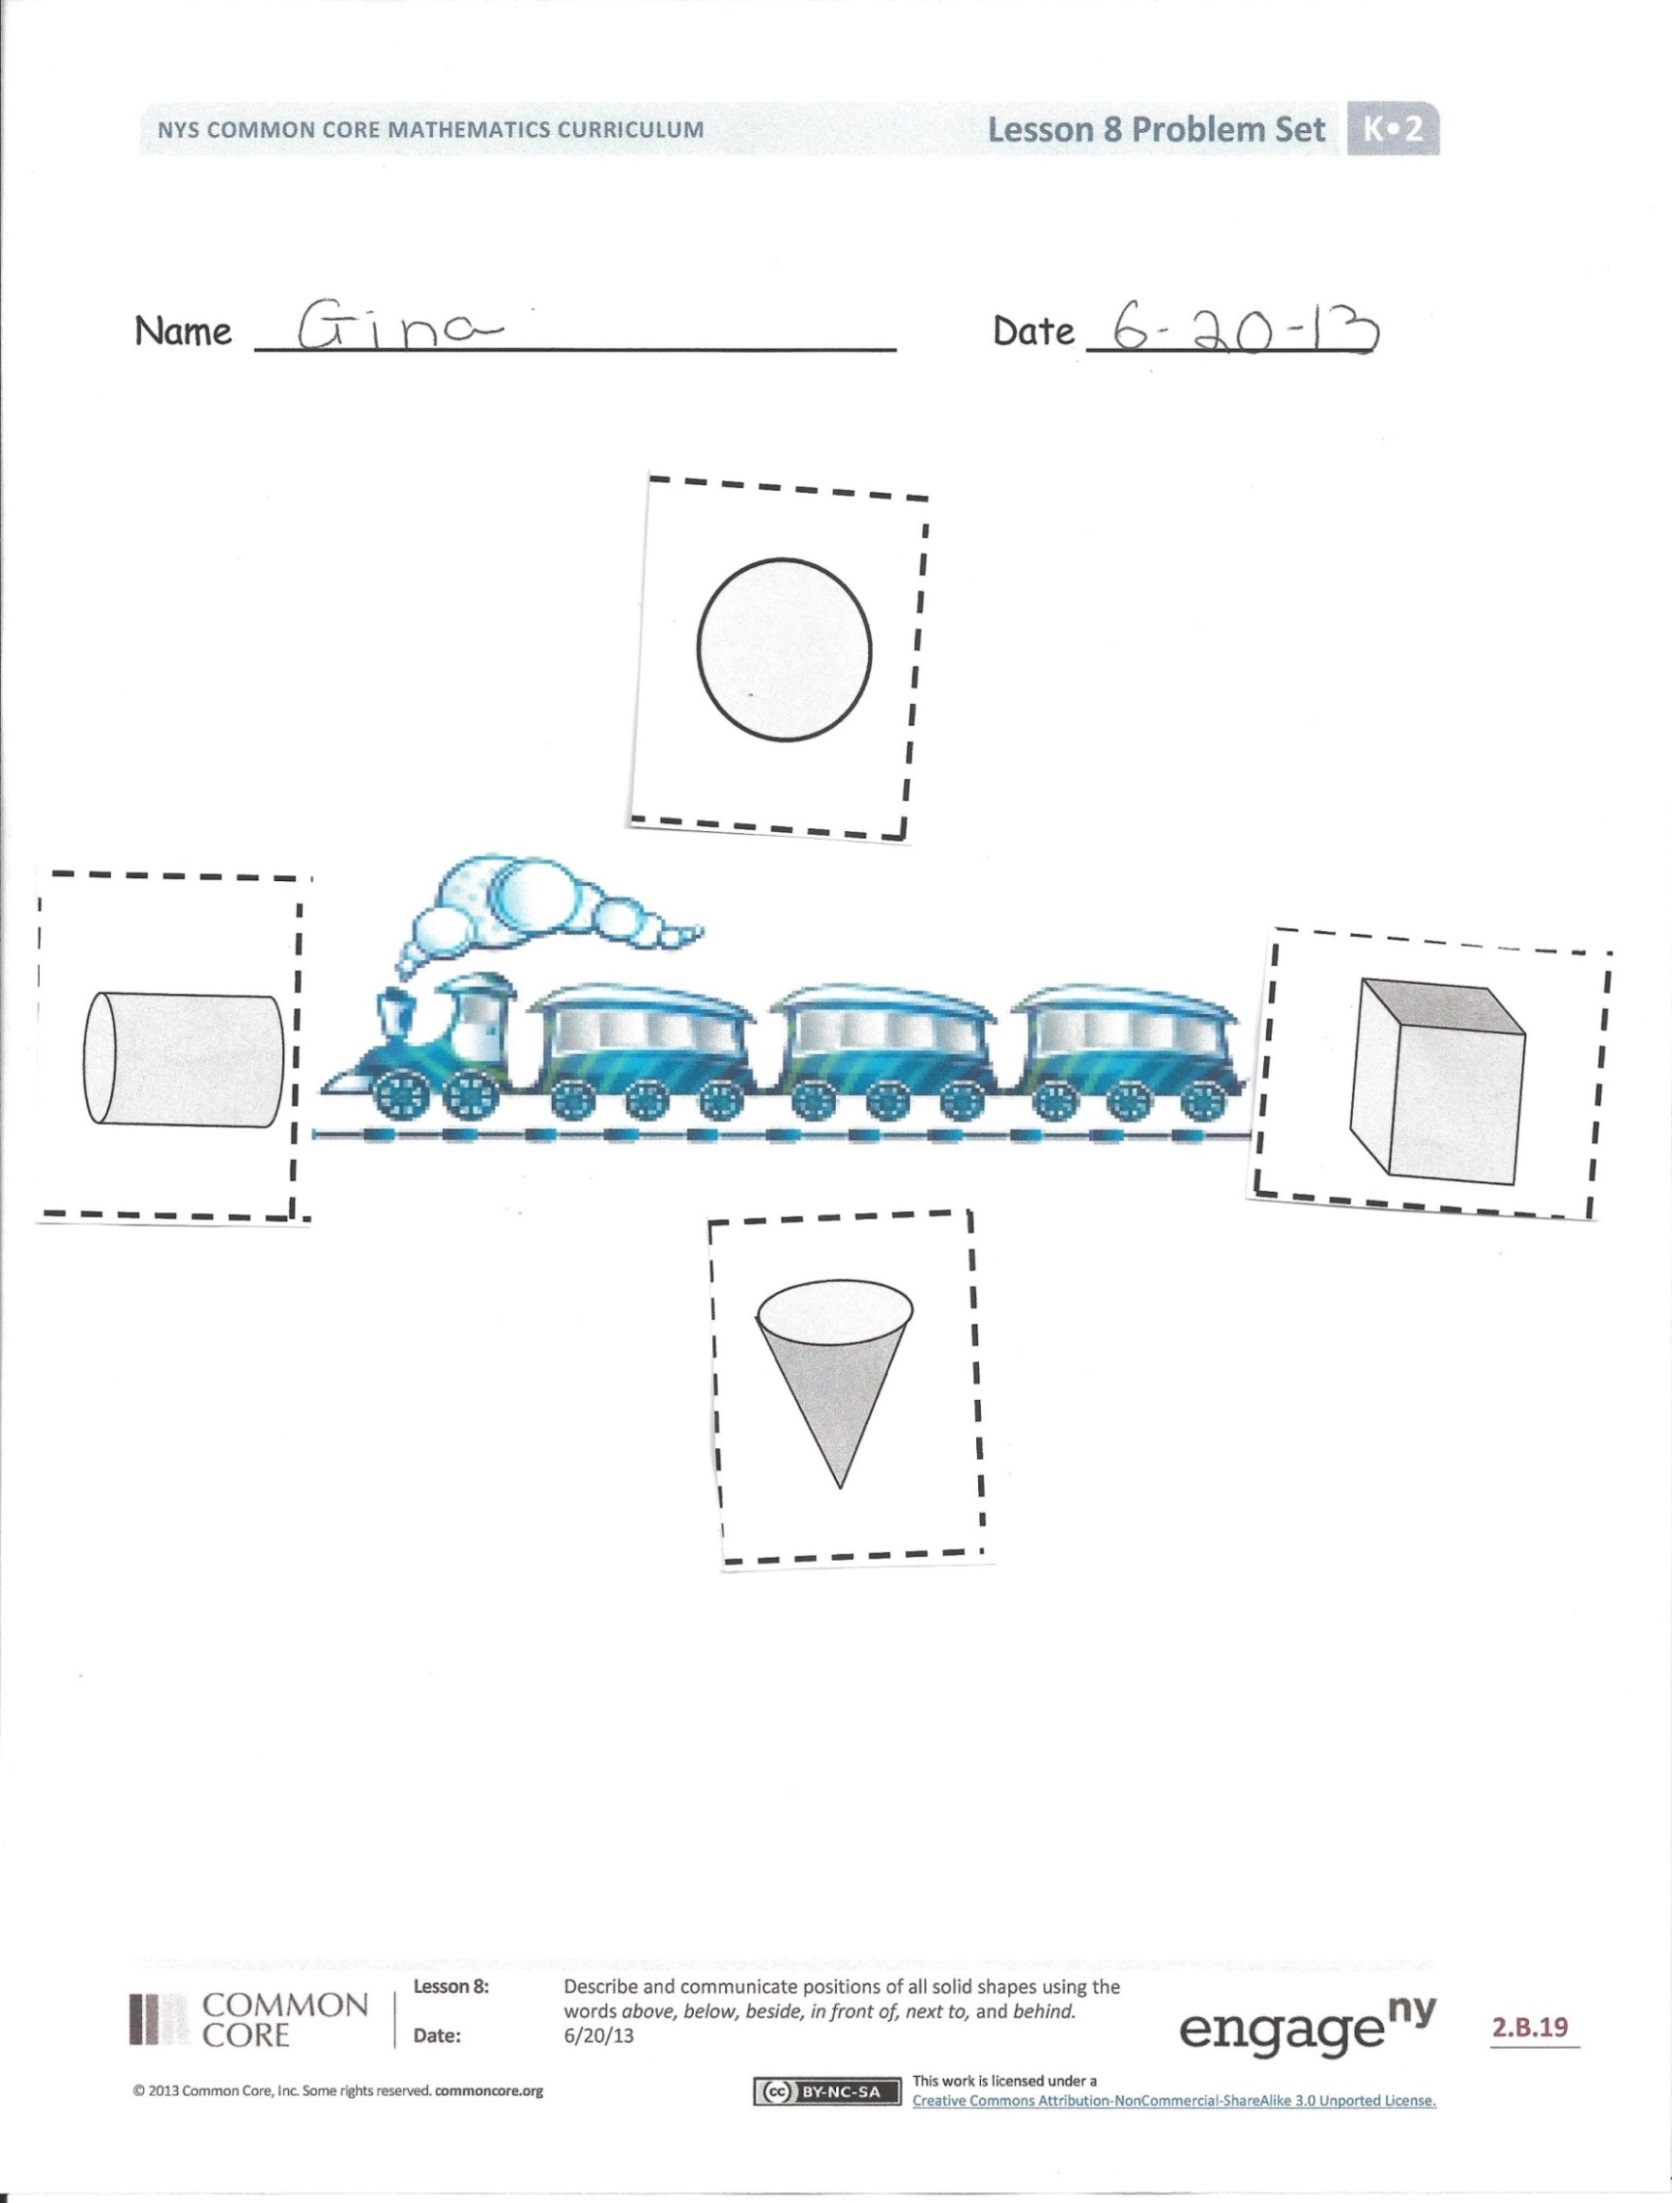 NYS COMMON CORE MATHEMATICS CURRICULUM Lesson 8 Problem Set K•2
Name Gina Date 6-20-13
COMMON CORE
Lesson 8: Describe and communicate positions of all solid shapes using the
words above, below, beside, in front of, next to, and behind.
Date: 6/20/13
engage ny
2.B.19
© 2013 Common Core, Inc. Some rights reserved. commoncore.org
cc BY-NC-SA
This work is licensed under a
Creative Commons Attribution-NonCommercial-ShareAlike 3.0 Unported License.